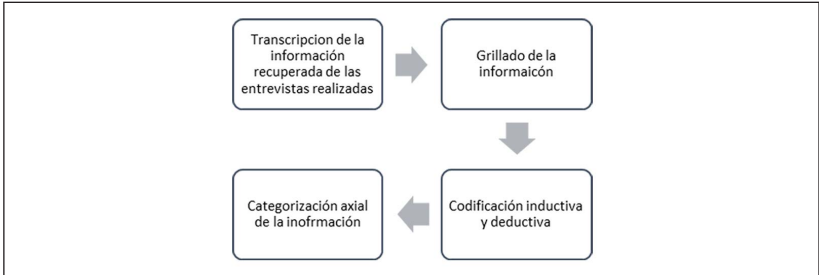 Transcripcion de la
información
recuperada de las
entrevistas realizadas
Grillado de la
informaicón
Codificación inductiva
y deductiva
Categorización axial
de la inofrmación